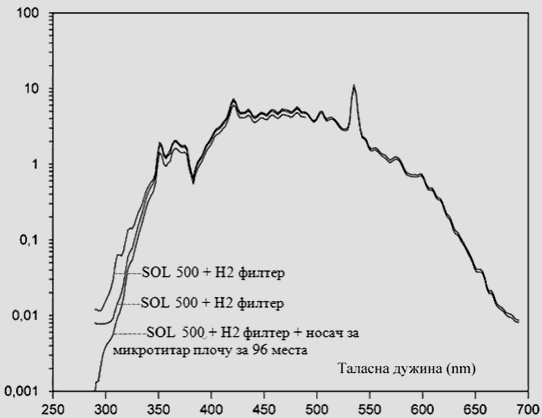 100
10
1
0,1
0,01
0,001
SOL 500 + H2 филтер
SOL 500 + H2 филтер
SOL 500 + H2 филтер + носач за
микротитар плочу за 96 места
Таласна дужина (nm)
250 300 350 400 450 500 550 600 650 700